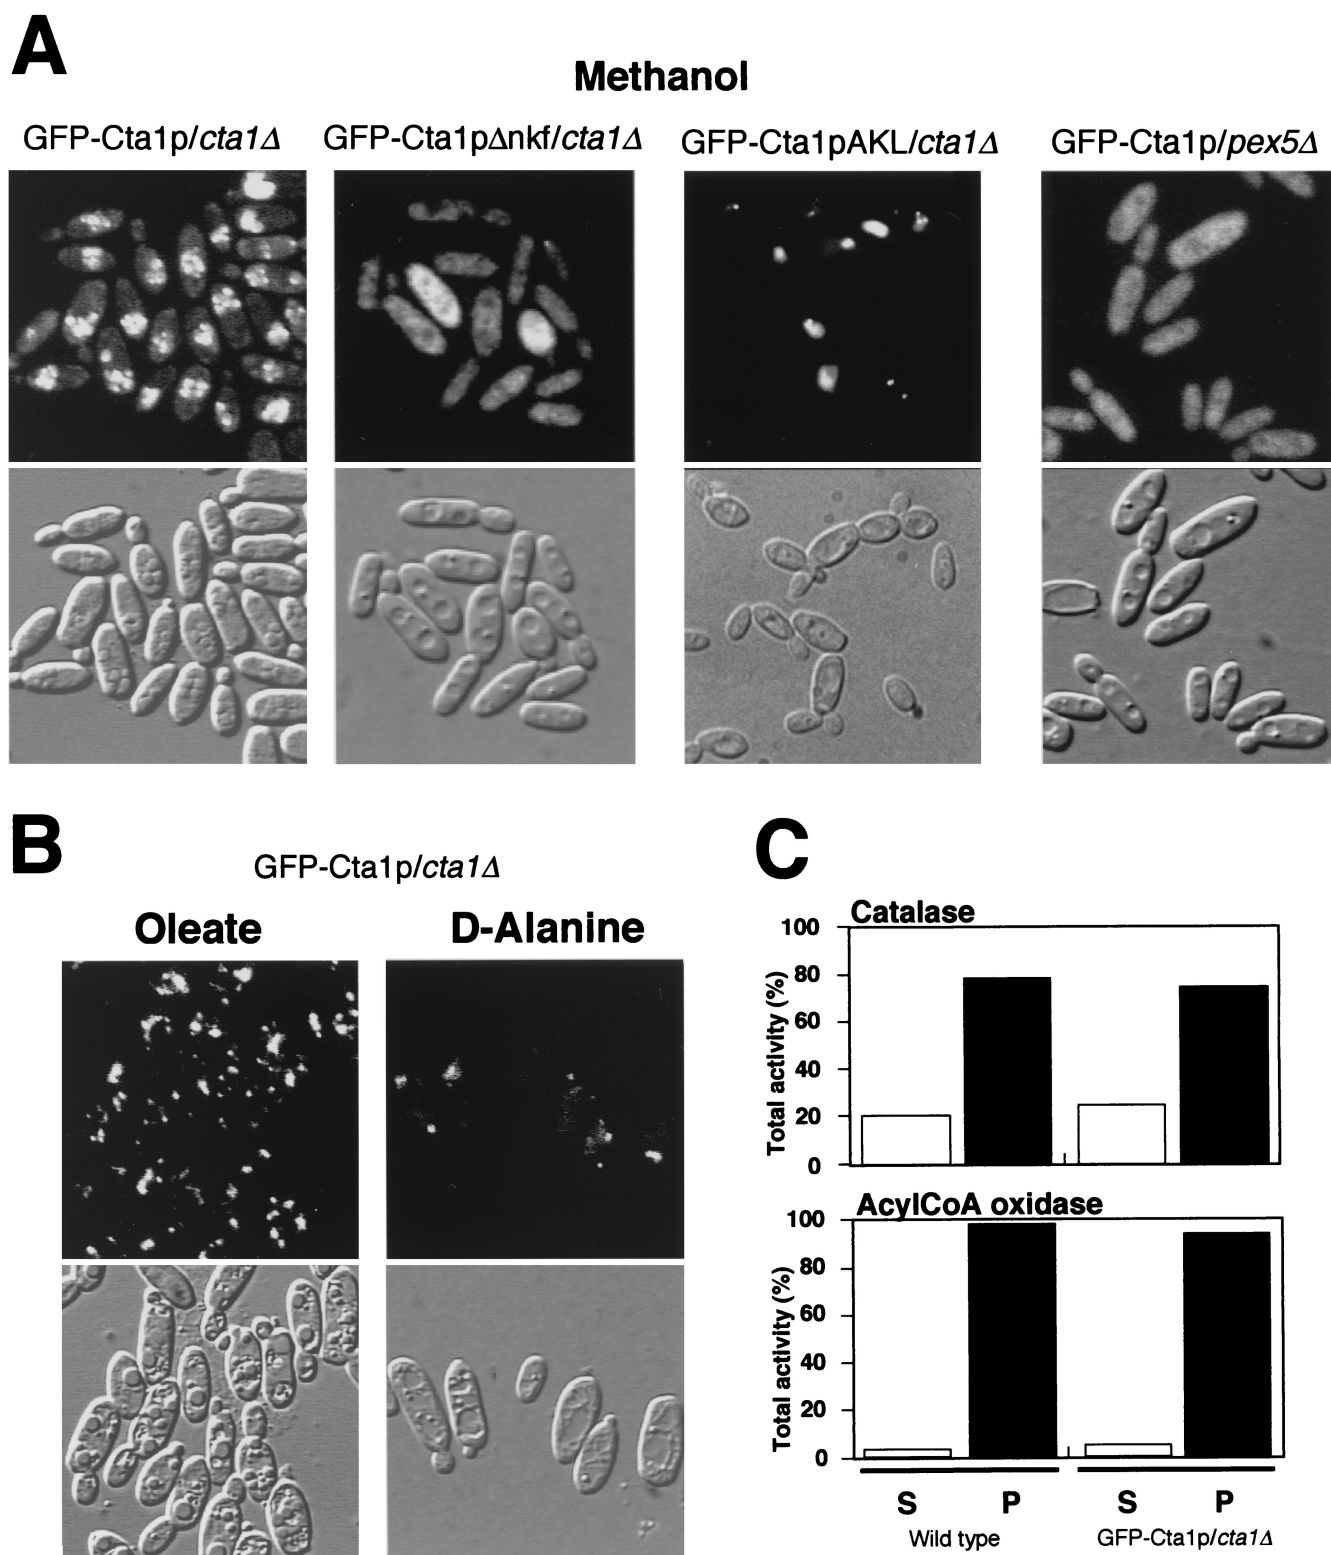 A
Methanol
GFP-Cta1p/cta1Δ GFP-Cta1pΔnkf/cta1Δ GFP-Cta1pAKL/cta1Δ GFP-Cta1p/pex5Δ
B
GFP-Cta1p/cta1Δ
Oleate D-Alanine
C
Catalase
Total activity (%)
100
80
60
40
20
0
AcylCoA oxidase
Total activity (%)
100
80
60
40
20
0
S P S P
Wild type GFP-Cta1p/cta1Δ